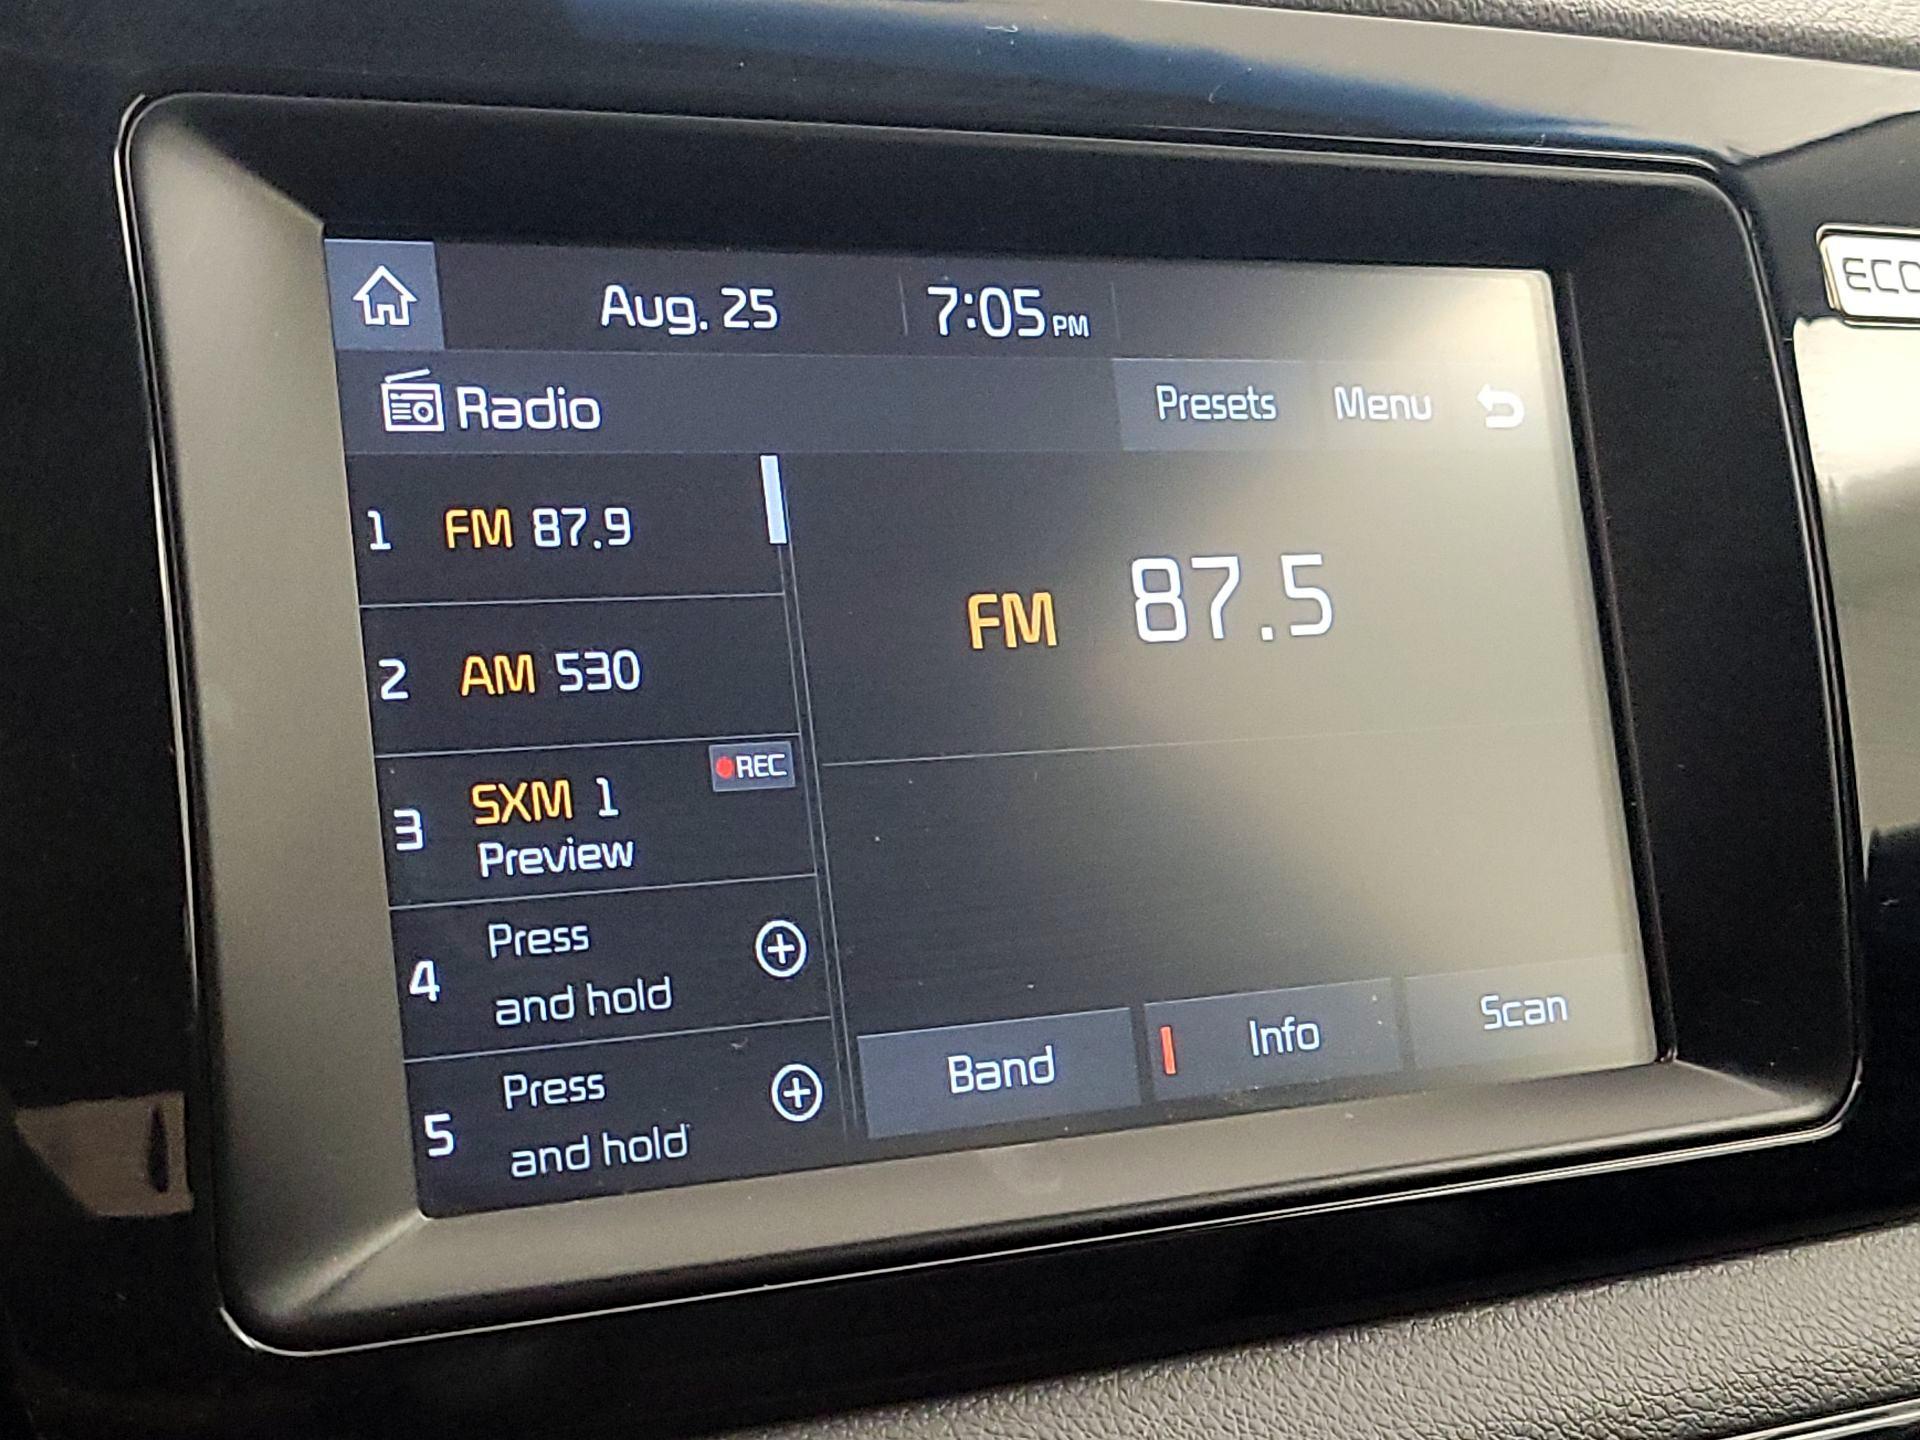 Aug. 25 7:05 PM
ECO
Radio Presets Menu
1 FM 87.9
FM 87.5
2 AM 530
3 SXM 1 REC
Preview
4 Press
and hold
5 Press
and hold
Band Info Scan